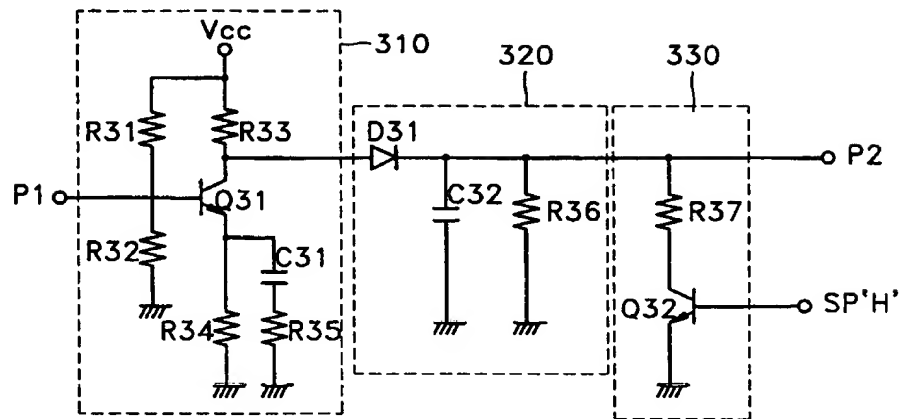 Vcc
310
320
330
R31
R33
D31
P2
P1
Q31
C32
R36
R37
R32
C31
R34
R35
Q32
SP'H'